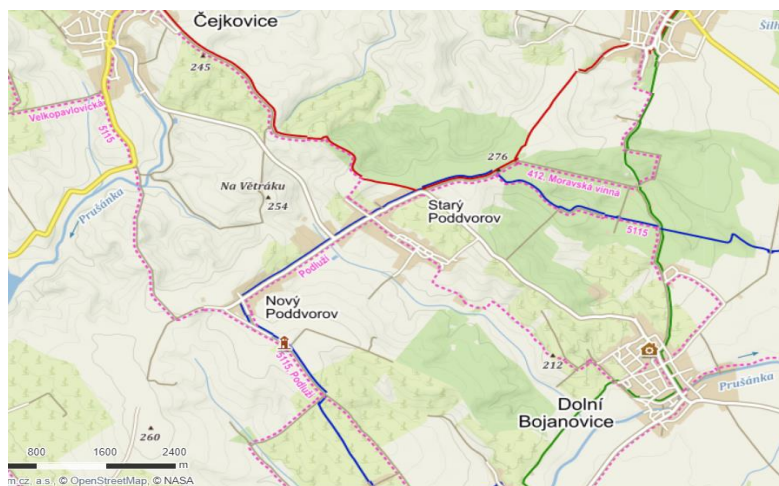 Čejkovice
245
Velkopavlovická
5115
276
412, Moravská vinná
Na Větráku
254
Prušánka
Starý
Poddvorov
5115
Podluží
Nový
Poddvorov
5115, Podluží
212
Prušánka
Dolní
Bojanovice
260
800 1600 2400
m
m.cz, a.s., © OpenStreetMap, © NASA